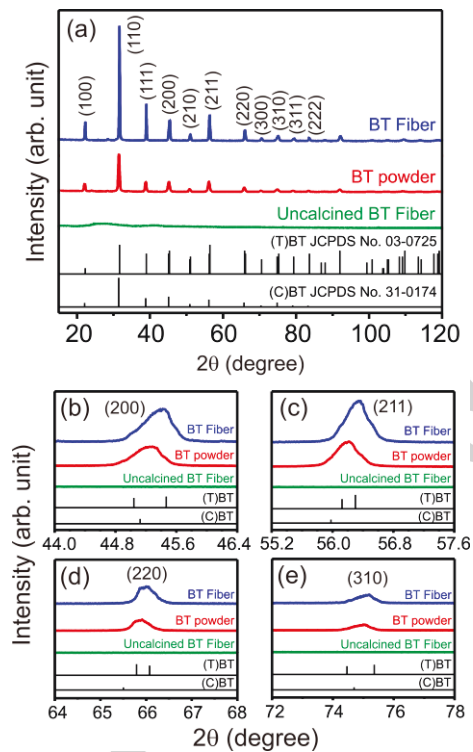 (a)
(100)
(110)
(111)
(200)
(210)
(211)
(220)
(300)
(310)
(311)
(222)
BT Fiber
BT powder
Uncalcined BT Fiber
(T)BT JCPDS No. 03-0725
(C)BT JCPDS No. 31-0174
Intensity (arb. unit)
20 40 60 80 100 120
2θ (degree)
(b) (200)
BT Fiber
BT powder
Uncalcined BT Fiber
(T)BT
(C)BT
44.0 44.8 45.6 46.4
(c) (211)
BT Fiber
BT powder
Uncalcined BT Fiber
(T)BT
(C)BT
55.2 56.0 56.8 57.6
Intensity (arb. unit)
(d) (220)
BT Fiber
BT powder
Uncalcined BT Fiber
(T)BT
(C)BT
64 65 66 67 68
(e) (310)
BT Fiber
BT powder
Uncalcined BT Fiber
(T)BT
(C)BT
72 74 76 78
2θ (degree)